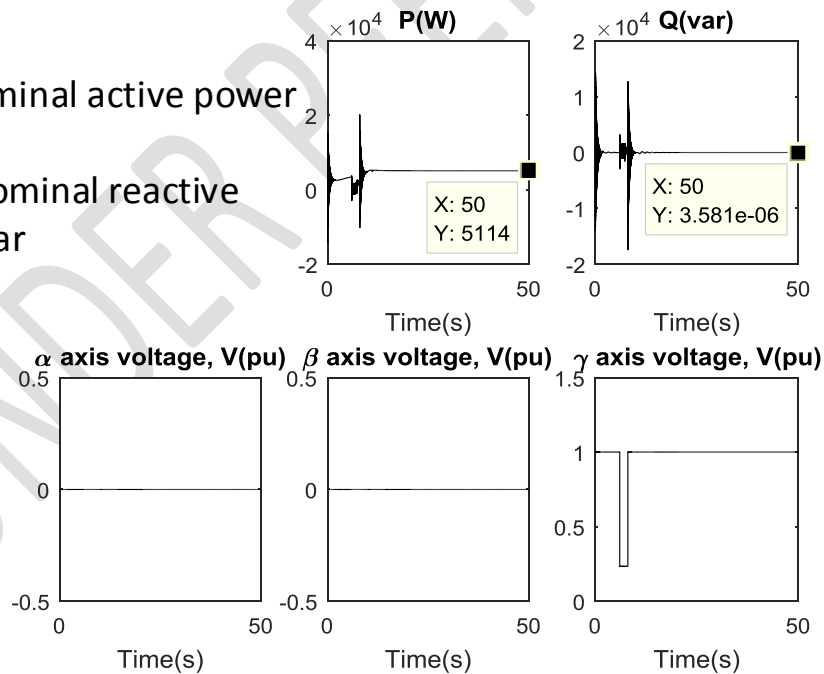 ×10⁴ P(W)
×10⁴ Q(var)
minal active power
ominal reactive
ar
4
2
0
-2
0
50
Time(s)
X: 50
Y: 5114
2
1
0
-1
-2
0
50
Time(s)
X: 50
Y: 3.581e-06
α axis voltage, V(pu)
0.5
0
-0.5
0
50
Time(s)
β axis voltage, V(pu)
0.5
0
-0.5
0
50
Time(s)
γ axis voltage, V(pu)
1.5
1
0.5
0
0
50
Time(s)
NDER PE